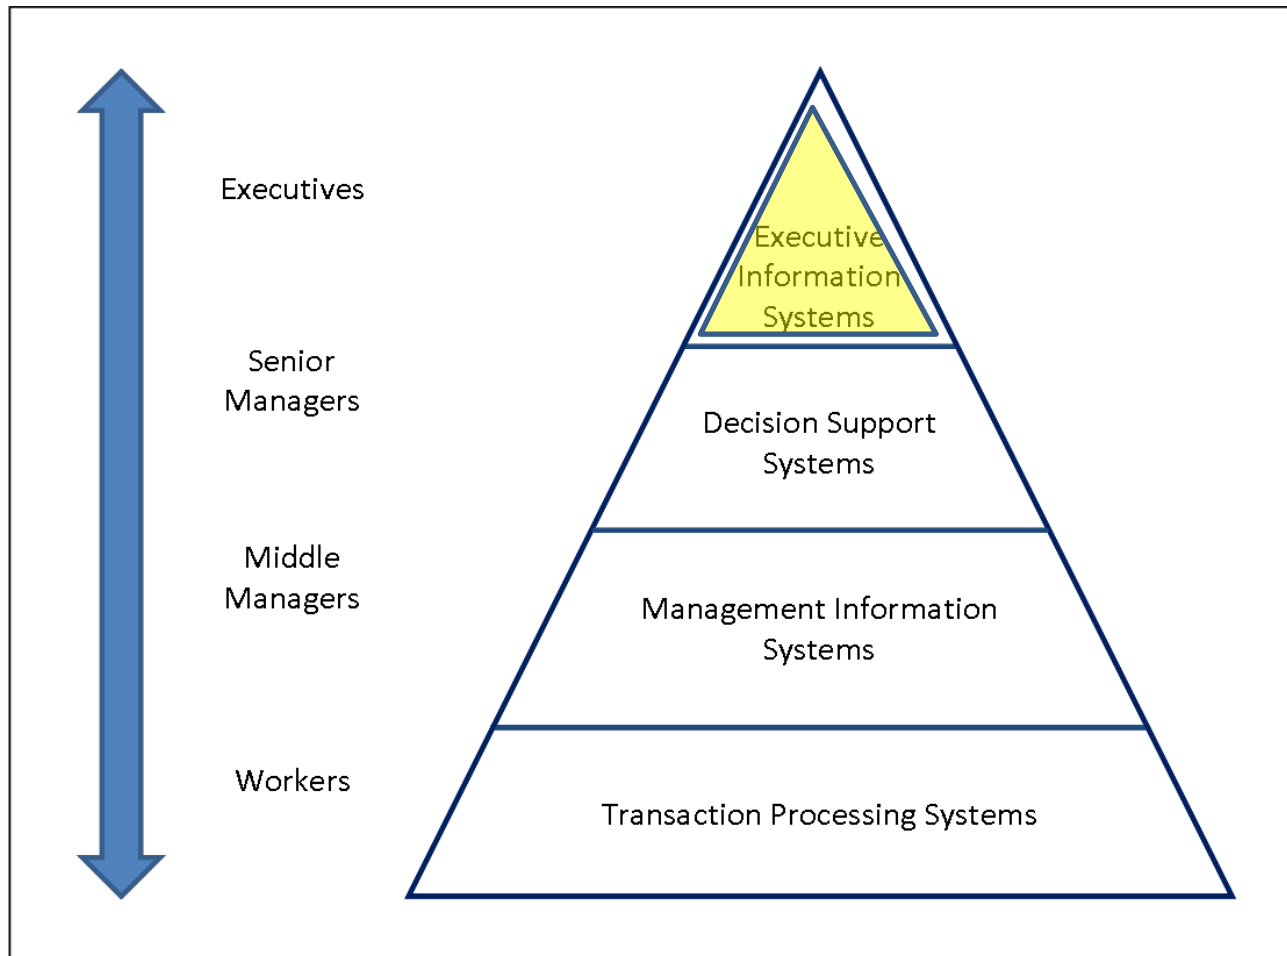 Executives
Executive
Information
Systems
Senior
Managers
Decision Support
Systems
Middle
Managers
Management Information
Systems
Workers
Transaction Processing Systems